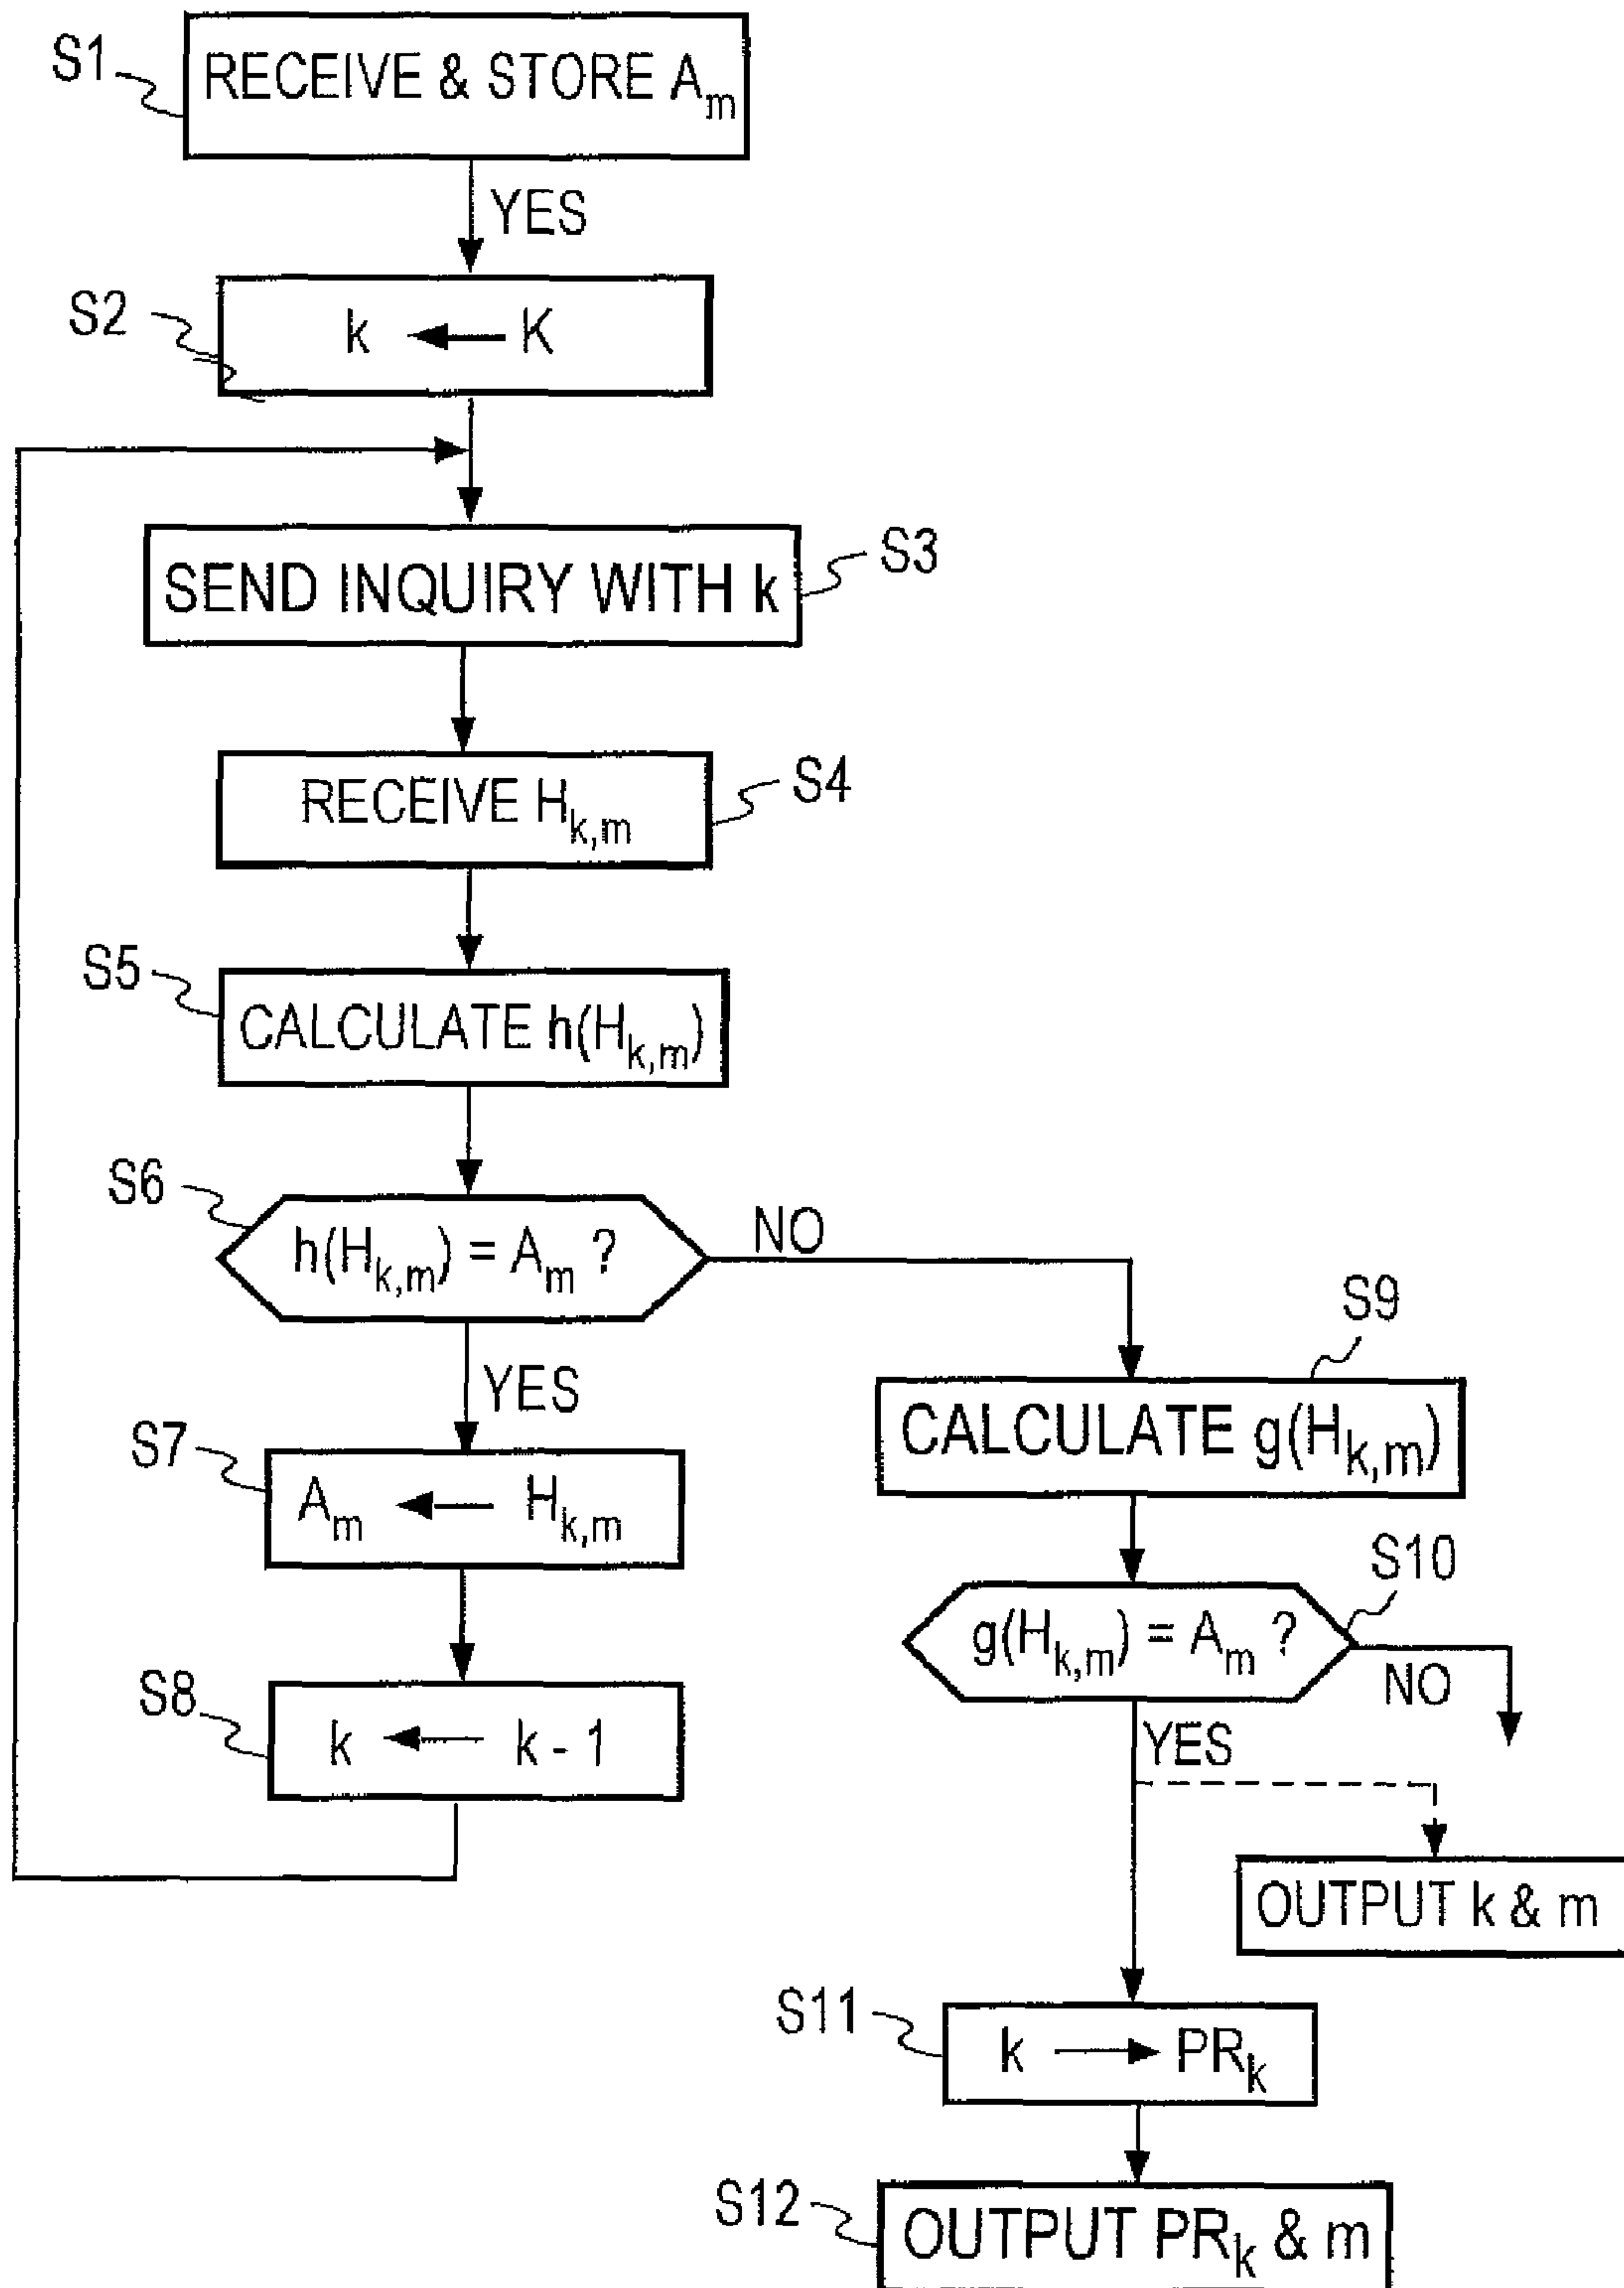 S1
RECEIVE & STORE Aₘ
YES
S2
k ← K
S3
SEND INQUIRY WITH k
S4
RECEIVE Hk,m
S5
CALCULATE h(Hk,m)
S6
h(Hk,m) = Am ?
NO
YES
S7
Am ← Hk,m
S8
k ← k - 1
S9
CALCULATE g(Hk,m)
S10
g(Hk,m) = Am ?
NO
YES
OUTPUT k & m
S11
k → PRk
S12
OUTPUT PRk & m